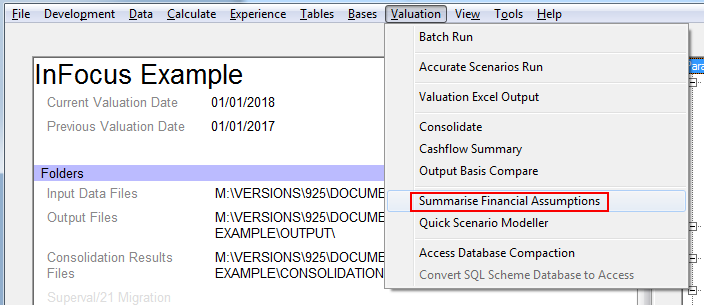 File Development Data Calculate Experience Tables Bases Valuation View Tools Help
InFocus Example
Current Valuation Date 01/01/2018
Previous Valuation Date 01/01/2017
Folders
Input Data Files M:\VERSIONS\925\DOCUME
Output Files M:\VERSIONS\925\DOCUME
EXAMPLE\OUTPUT\
Consolidation Results M:\VERSIONS\925\DOCUME
Files EXAMPLE\CONSOLIDATION
Superval/21 Migration
Batch Run
Accurate Scenarios Run
Valuation Excel Output
Consolidate
Cashflow Summary
Output Basis Compare
Summarise Financial Assumptions
Quick Scenario Modeller
Access Database Compaction
Convert SQL Scheme Database to Access